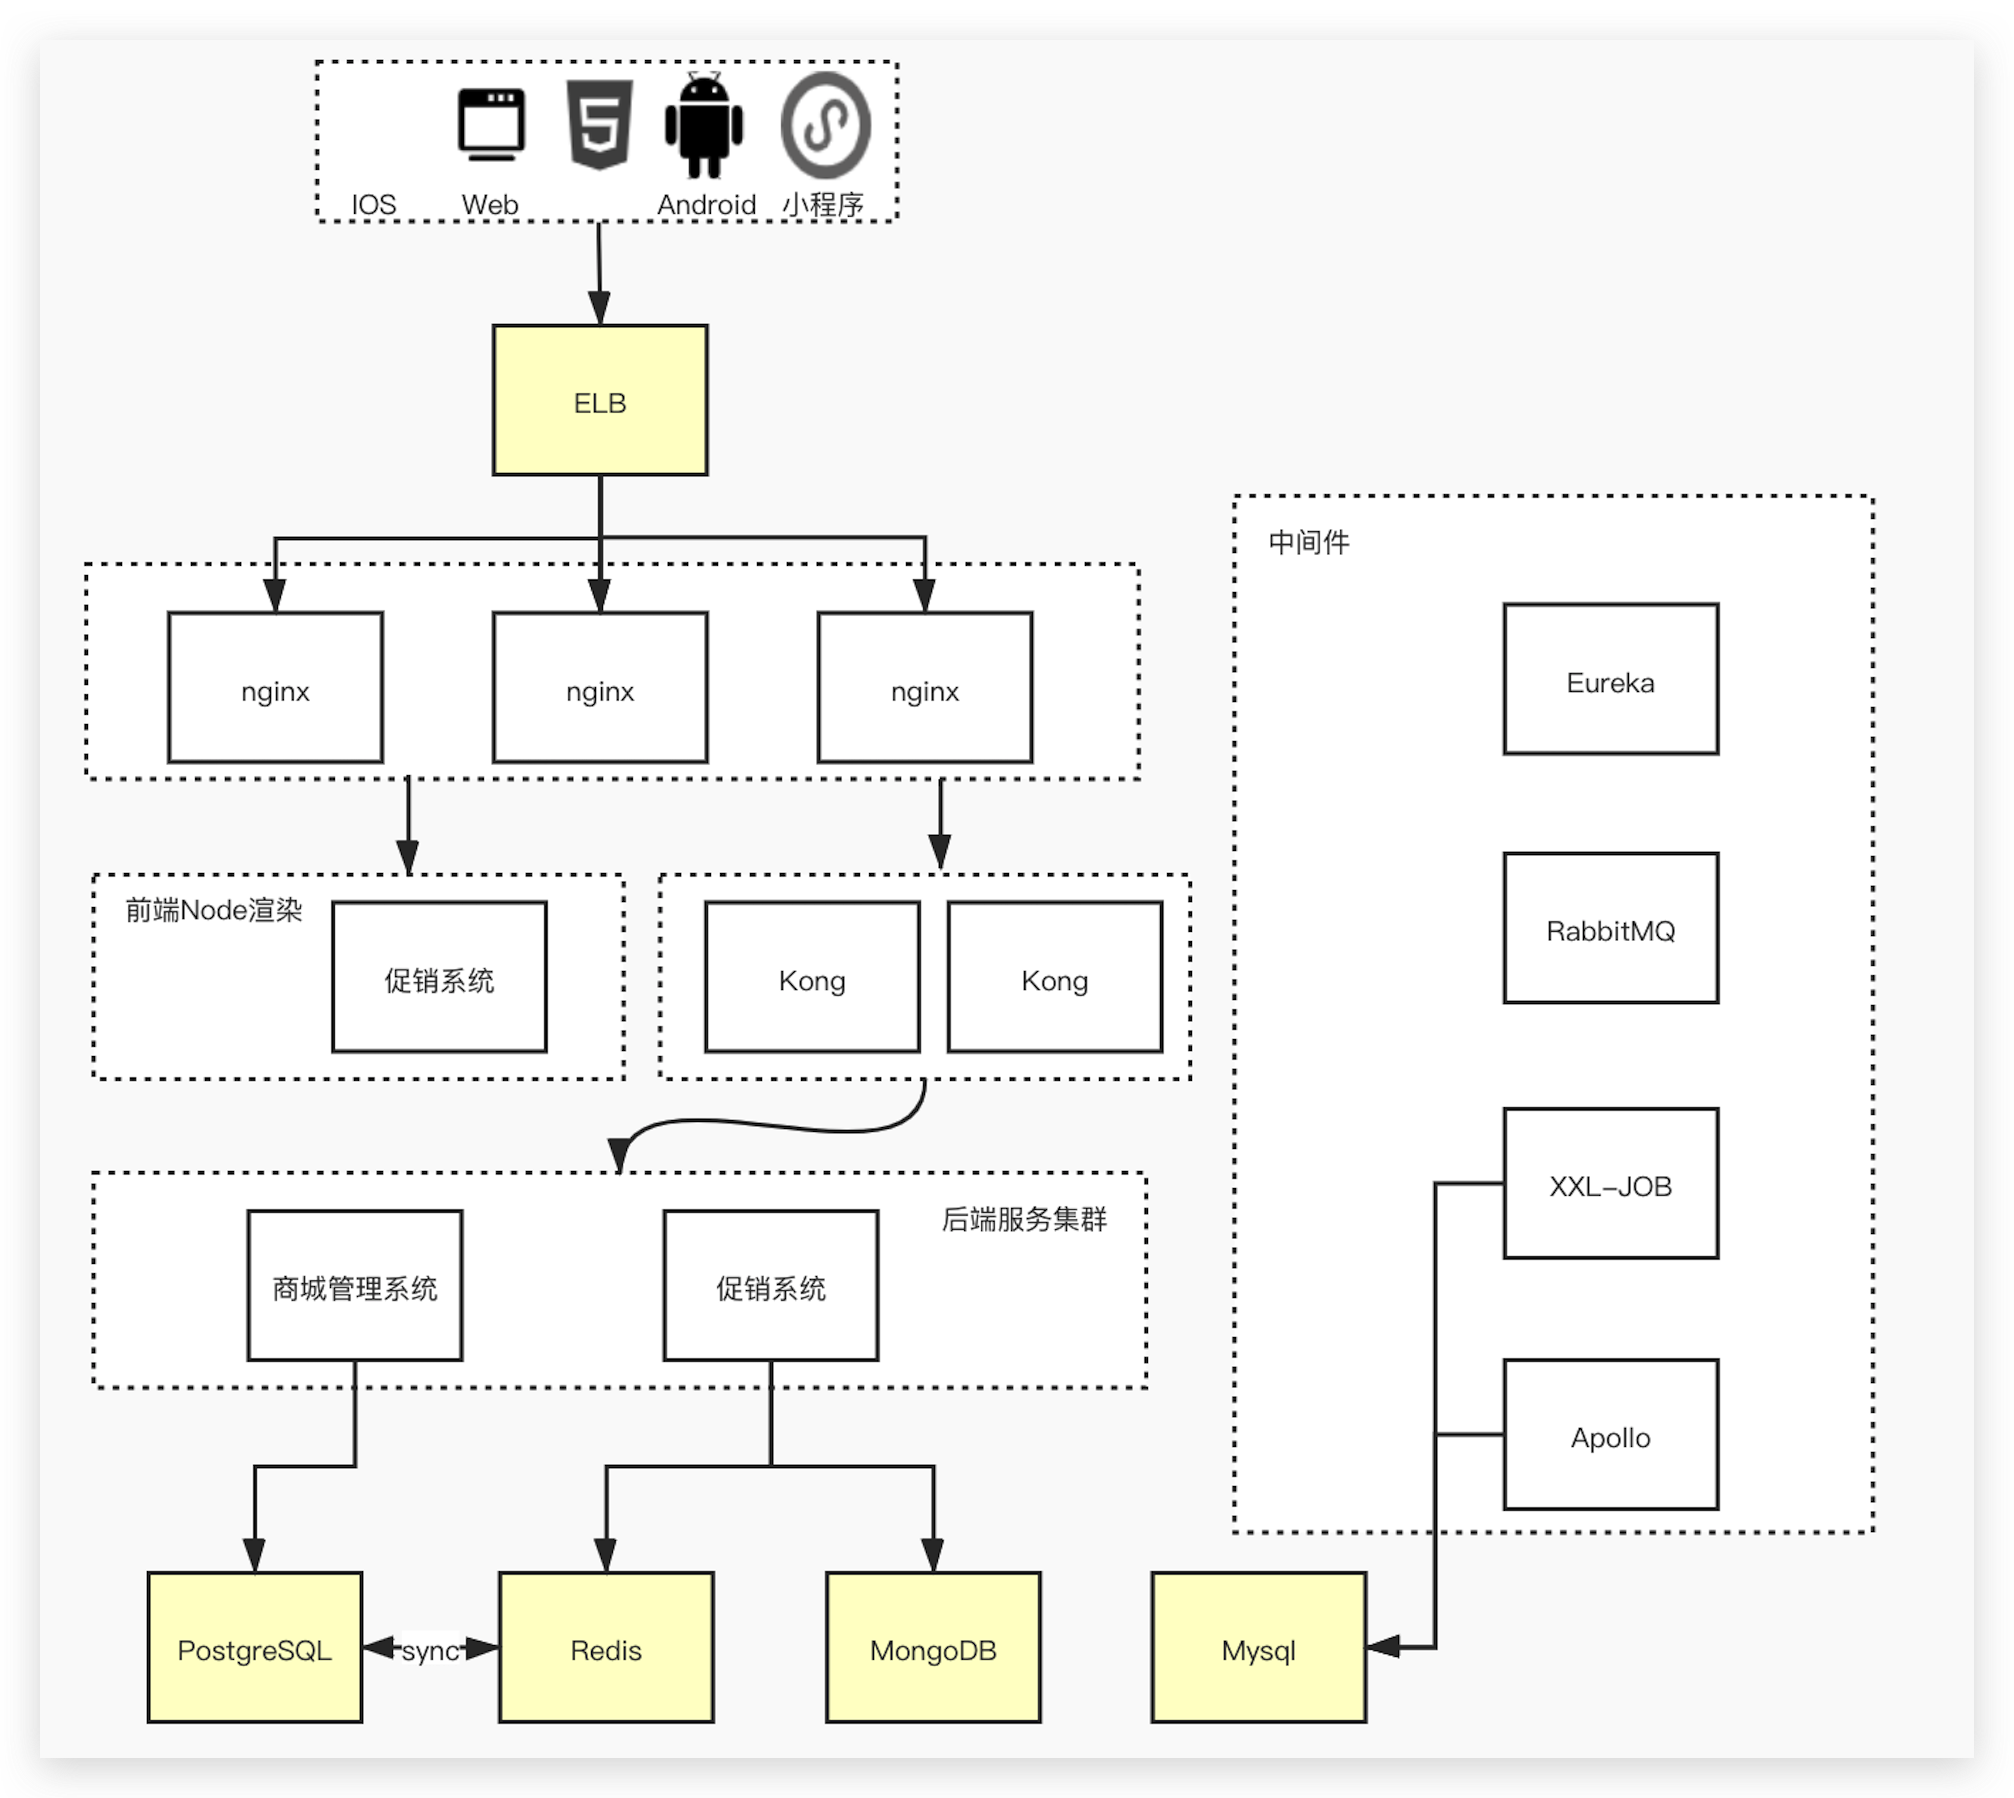 IOS
Web
Android
小程序
ELB
中间件
nginx
nginx
nginx
Eureka
前端Node渲染
促销系统
Kong
Kong
RabbitMQ
后端服务集群
商城管理系统
促销系统
XXL-JOB
Apollo
PostgreSQL
sync
Redis
MongoDB
Mysql